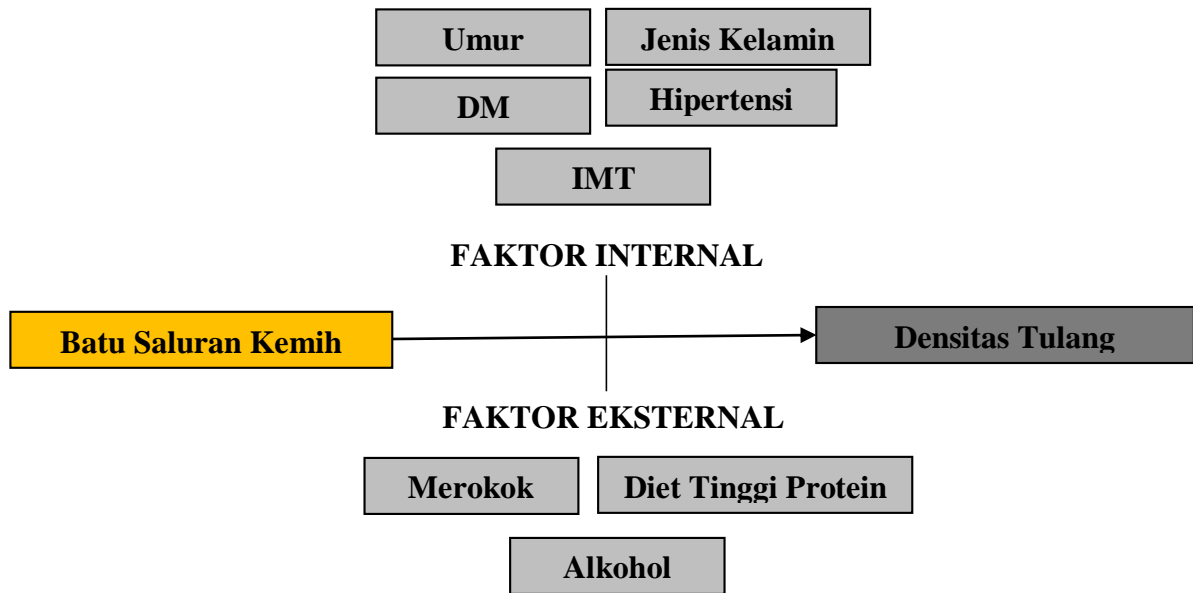 Umur
Jenis Kelamin
DM
Hipertensi
IMT
FAKTOR INTERNAL
Batu Saluran Kemih
Densitas Tulang
FAKTOR EKSTERNAL
Merokok
Diet Tinggi Protein
Alkohol